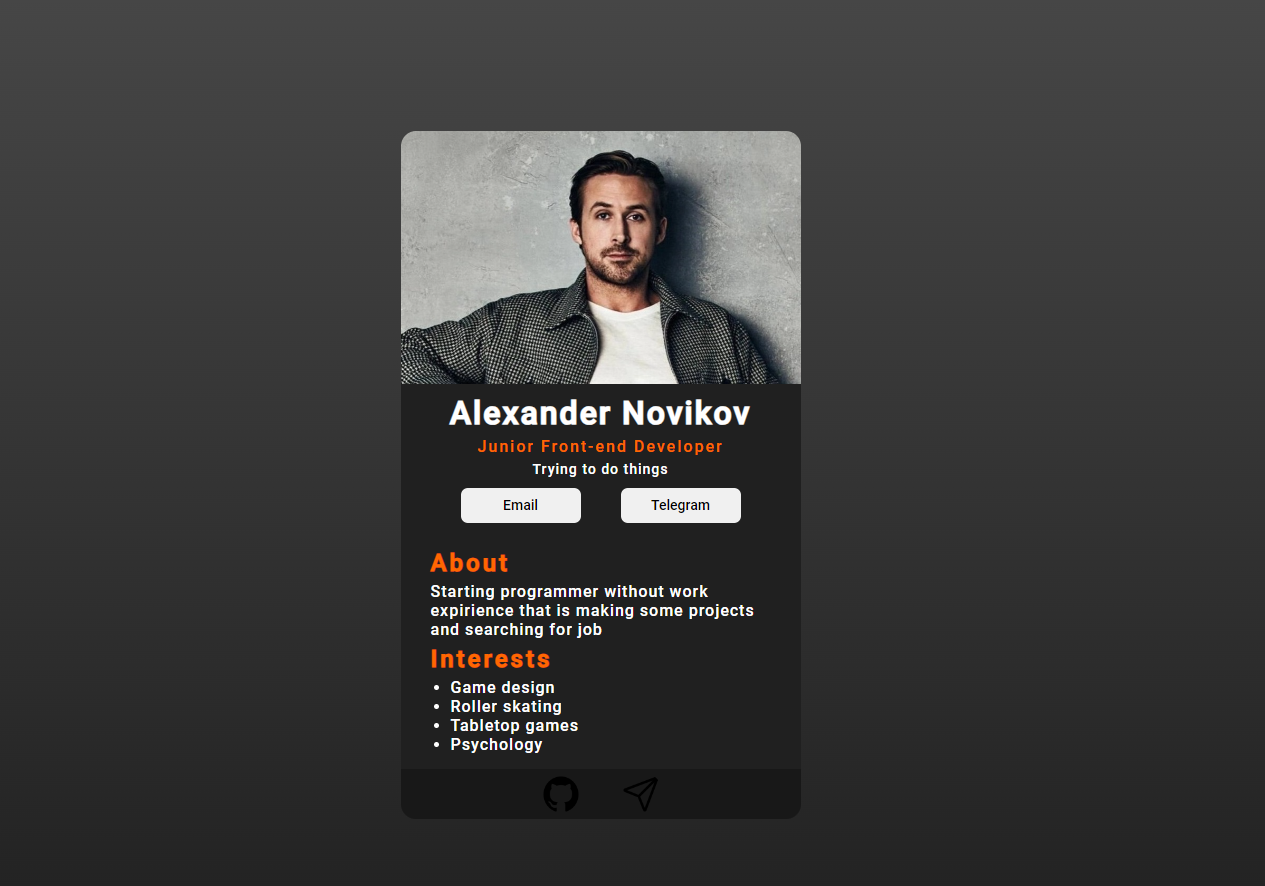 Alexander Novikov
Junior Front-end Developer
Trying to do things
Email
Telegram
About
Starting programmer without work
expirience that is making some projects
and searching for job
Interests
• Game design
• Roller skating
• Tabletop games
• Psychology